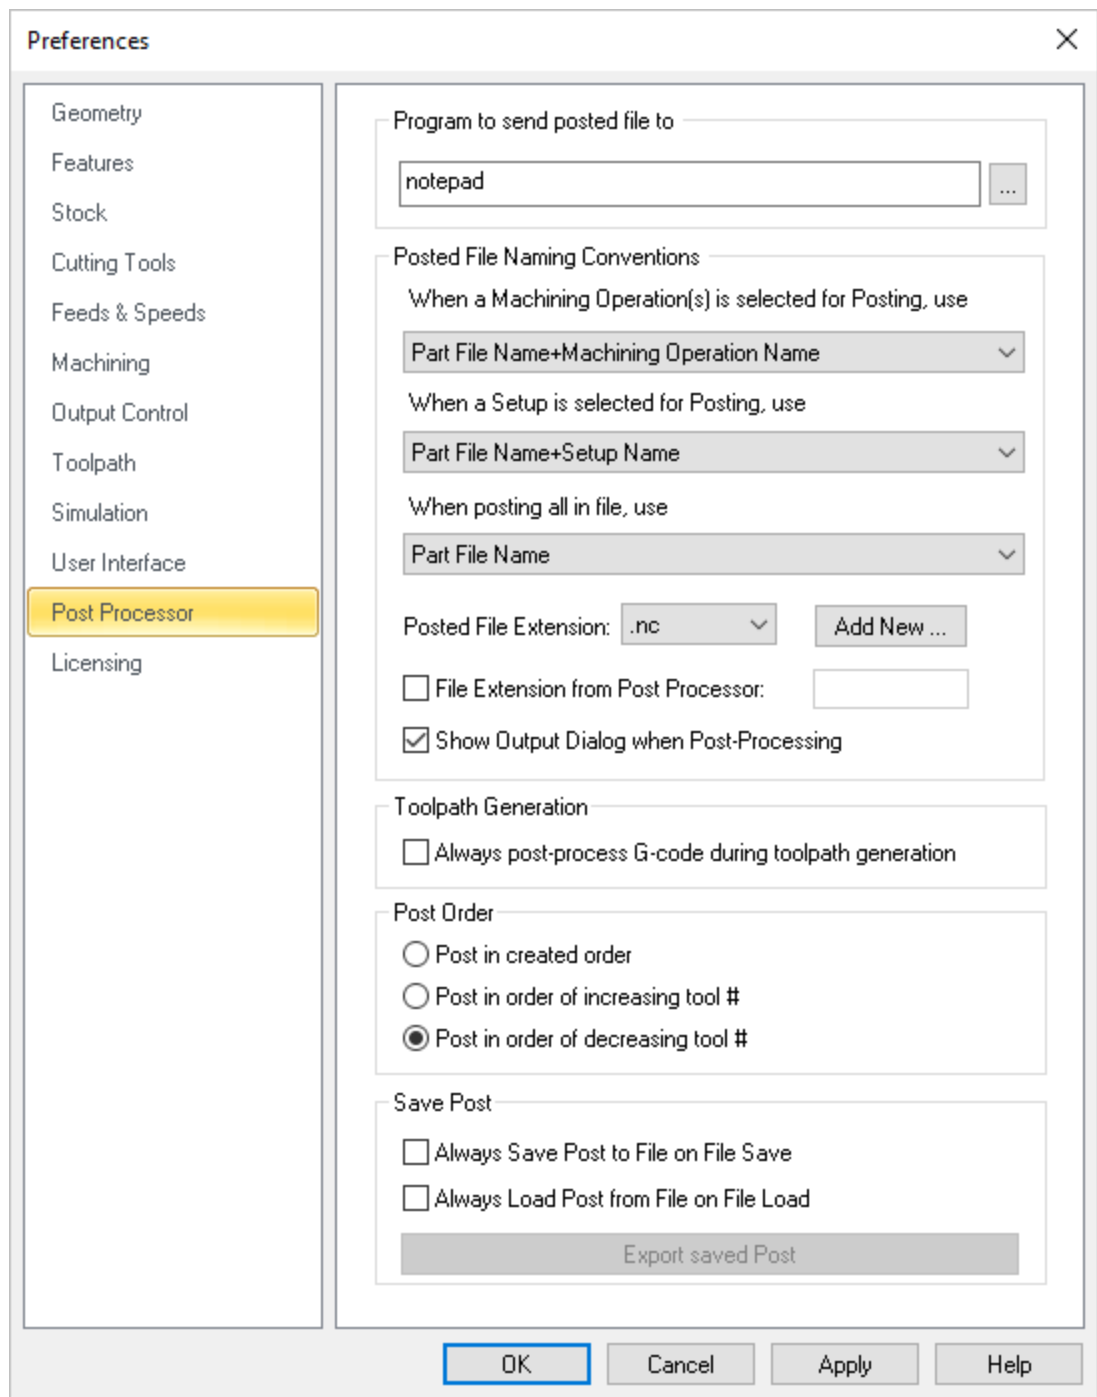 Preferences
Geometry
Features
Stock
Cutting Tools
Feeds & Speeds
Machining
Output Control
Toolpath
Simulation
User Interface
Post Processor
Licensing
Program to send posted file to
notepad
...
Posted File Naming Conventions
When a Machining Operation(s) is selected for Posting, use
Part File Name+Machining Operation Name
When a Setup is selected for Posting, use
Part File Name+Setup Name
When posting all in file, use
Part File Name
Posted File Extension: .nc Add New ...
File Extension from Post Processor:
Show Output Dialog when Post-Processing
Toolpath Generation
Always post-process G-code during toolpath generation
Post Order
Post in created order
Post in order of increasing tool #
Post in order of decreasing tool #
Save Post
Always Save Post to File on File Save
Always Load Post from File on File Load
Export saved Post
OK Cancel Apply Help